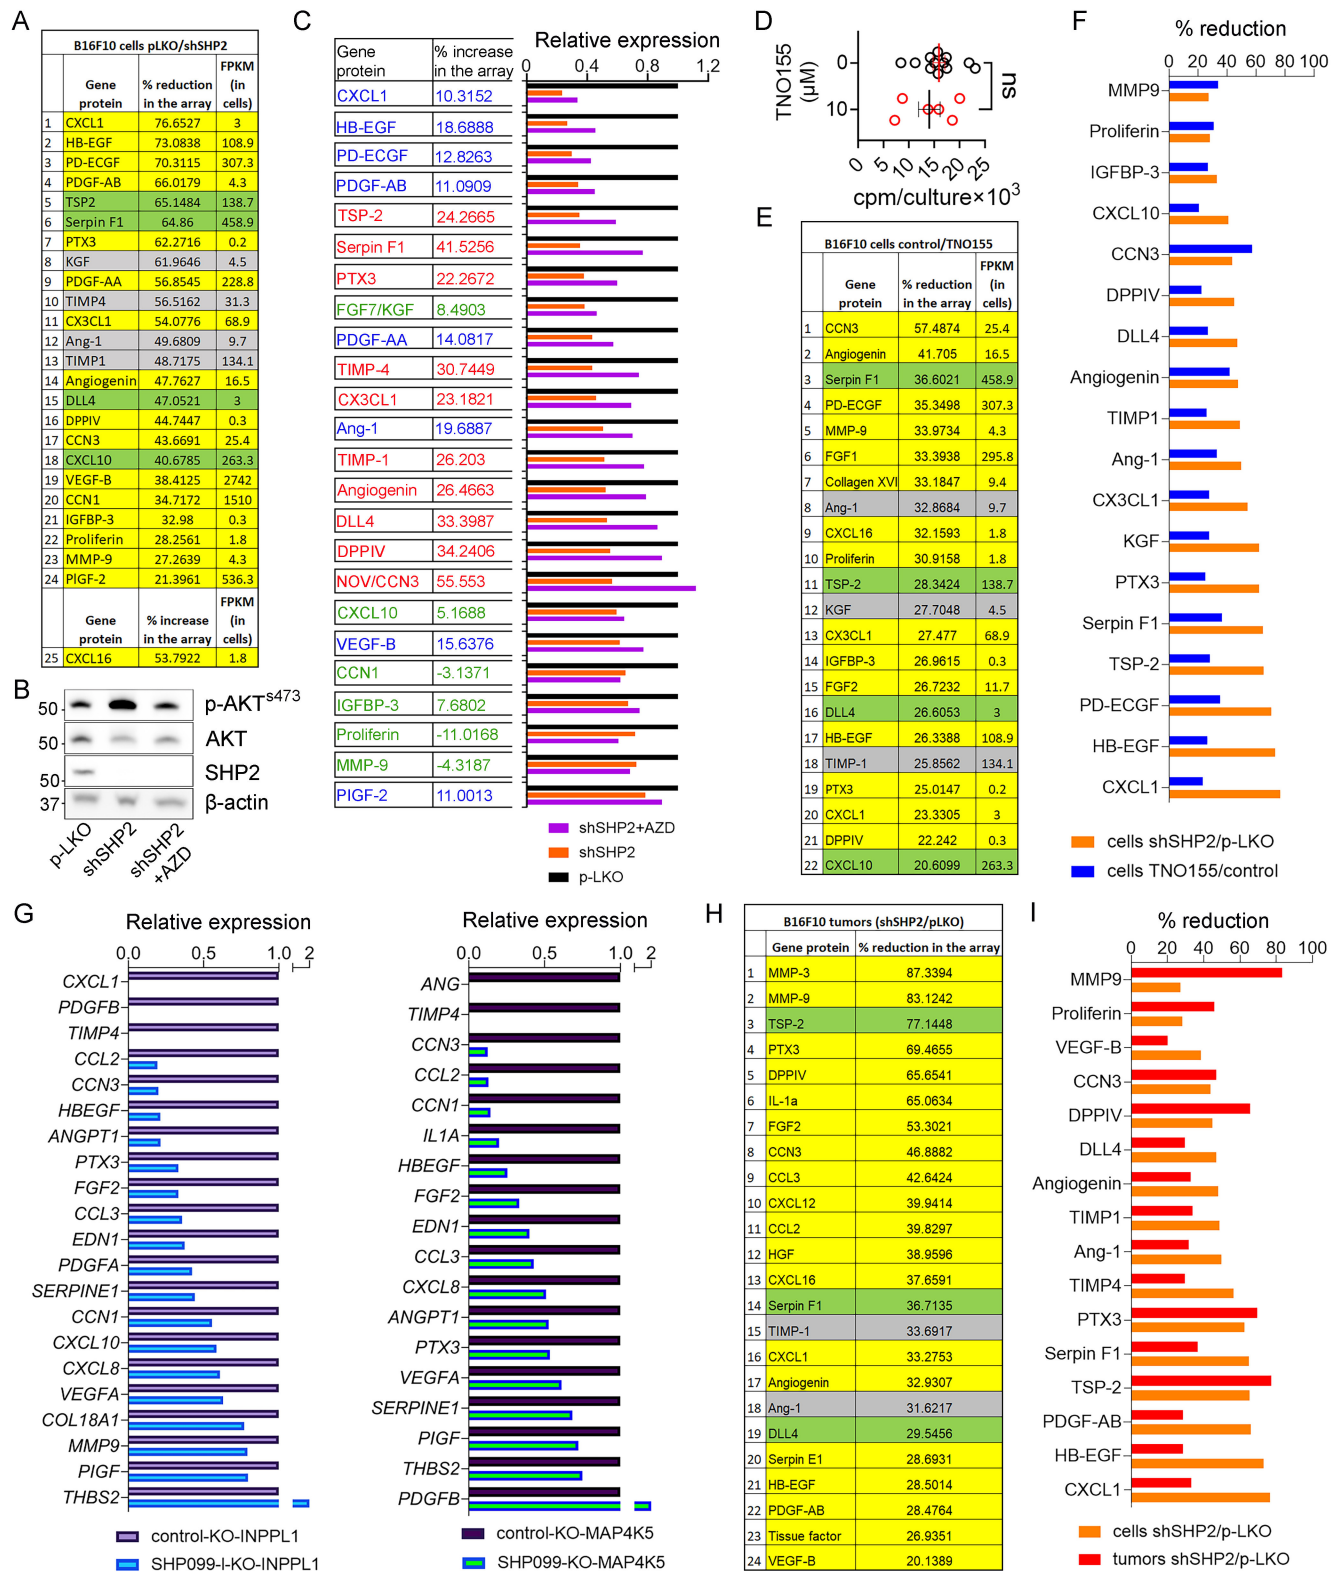 A
B16F10 cells pLKO/shSHP2
Gene protein % reduction in the array FPKM (in cells)
1 CXCL1 76.6527 3
2 HB-EGF 73.0838 108.9
3 PD-ECGF 70.3115 307.3
4 PDGF-AB 66.0179 4.3
5 TSP2 65.1484 138.7
6 Serpin F1 64.86 458.9
7 PTX3 62.2716 0.2
8 KGF 61.9646 4.5
9 PDGF-AA 56.8545 228.8
10 TIMP4 56.5162 31.3
11 CX3CL1 54.0776 68.9
12 Ang-1 49.6809 9.7
13 TIMP1 48.7175 134.1
14 Angiogenin 47.7627 16.5
15 DLL4 47.0521 3
16 DPPIV 44.7447 0.3
17 CCN3 43.6691 25.4
18 CXCL10 40.6785 263.3
19 VEGF-B 38.4125 2742
20 CCN1 34.7172 1510
21 IGFBP-3 32.98 0.3
22 Proliferin 28.2561 1.8
23 MMP-9 27.2639 4.3
24 PlGF-2 21.3961 536.3
Gene protein % increase in the array FPKM (in cells)
25 CXCL16 53.7922 1.8
B
50 p-AKTs473
50 AKT
50 SHP2
37 β-actin
p-LKO
shSHP2
shSHP2 +AZD
C
Gene protein % increase in the array
Relative expression
0 0.4 0.8 1.2
CXCL1 10.3152
HB-EGF 18.6888
PD-ECGF 12.8263
PDGF-AB 11.0909
TSP-2 24.2665
Serpin F1 41.5256
PTX3 22.2672
FGF7/KGF 8.4903
PDGF-AA 14.0817
TIMP-4 30.7449
CX3CL1 23.1821
Ang-1 19.6887
TIMP-1 26.203
Angiogenin 26.4663
DLL4 33.3987
DPPIV 34.2406
NOV/CCN3 55.553
CXCL10 5.1688
VEGF-B 15.6376
CCN1 -3.1371
IGFBP-3 7.6802
Proliferin -11.0168
MMP-9 -4.3187
PIGF-2 11.0013
shSHP2+AZD
shSHP2
p-LKO
D
TNO155 (μM)
0
10
ns
0 5 10 15 20 25
cpm/culture×10³
E
B16F10 cells control/TNO155
Gene protein % reduction in the array FPKM (in cells)
1 CCN3 57.4874 25.4
2 Angiogenin 41.705 16.5
3 Serpin F1 36.6021 458.9
4 PD-ECGF 35.3498 307.3
5 MMP-9 33.9734 4.3
6 FGF1 33.3938 295.8
7 Collagen XVI 33.1847 9.4
8 Ang-1 32.8684 9.7
9 CXCL16 32.1593 1.8
10 Proliferin 30.9158 1.8
11 TSP-2 28.3424 138.7
12 KGF 27.7048 4.5
13 CX3CL1 27.477 68.9
14 IGFBP-3 26.9615 0.3
15 FGF2 26.7232 11.7
16 DLL4 26.6053 3
17 HB-EGF 26.3388 108.9
18 TIMP-1 25.8562 134.1
19 PTX3 25.0147 0.2
20 CXCL1 23.3305 3
21 DPPIV 22.242 0.3
22 CXCL10 20.6099 263.3
F
% reduction
0 20 40 60 80 100
MMP9
Proliferin
IGFBP-3
CXCL10
CCN3
DPPIV
DLL4
Angiogenin
TIMP1
Ang-1
CX3CL1
KGF
PTX3
Serpin F1
TSP-2
PD-ECGF
HB-EGF
CXCL1
cells shSHP2/p-LKO
cells TNO155/control
G
Relative expression
0.0 0.5 1.0 2
CXCL1
PDGFB
TIMP4
CCL2
CCN3
HBEGF
ANGPT1
PTX3
FGF2
CCL3
EDN1
PDGFA
SERPINE1
CCN1
CXCL10
CXCL8
VEGFA
COL18A1
MMP9
PIGF
THBS2
control-KO-INPPL1
SHP099-I-KO-INPPL1
Relative expression
0.0 0.5 1.0 2
ANG
TIMP4
CCN3
CCL2
CCN1
IL1A
HBEGF
FGF2
EDN1
CCL3
CXCL8
ANGPT1
PTX3
VEGFA
SERPINE1
PIGF
THBS2
PDGFB
control-KO-MAP4K5
SHP099-KO-MAP4K5
H
B16F10 tumors (shSHP2/pLKO)
Gene protein % reduction in the array
1 MMP-3 87.3394
2 MMP-9 83.1242
3 TSP-2 77.1448
4 PTX3 69.4655
5 DPPIV 65.6541
6 IL-1a 65.0634
7 FGF2 53.3021
8 CCN3 46.8882
9 CCL3 42.6424
10 CXCL12 39.9414
11 CCL2 39.8297
12 HGF 38.9596
13 CXCL16 37.6591
14 Serpin F1 36.7135
15 TIMP-1 33.6917
16 CXCL1 33.2753
17 Angiogenin 32.9307
18 Ang-1 31.6217
19 DLL4 29.5456
20 Serpin E1 28.6931
21 HB-EGF 28.5014
22 PDGF-AB 28.4764
23 Tissue factor 26.9351
24 VEGF-B 20.1389
I
% reduction
0 20 40 60 80 100
MMP9
Proliferin
VEGF-B
CCN3
DPPIV
DLL4
Angiogenin
TIMP1
Ang-1
TIMP4
PTX3
Serpin F1
TSP-2
PDGF-AB
HB-EGF
CXCL1
cells shSHP2/p-LKO
tumors shSHP2/p-LKO